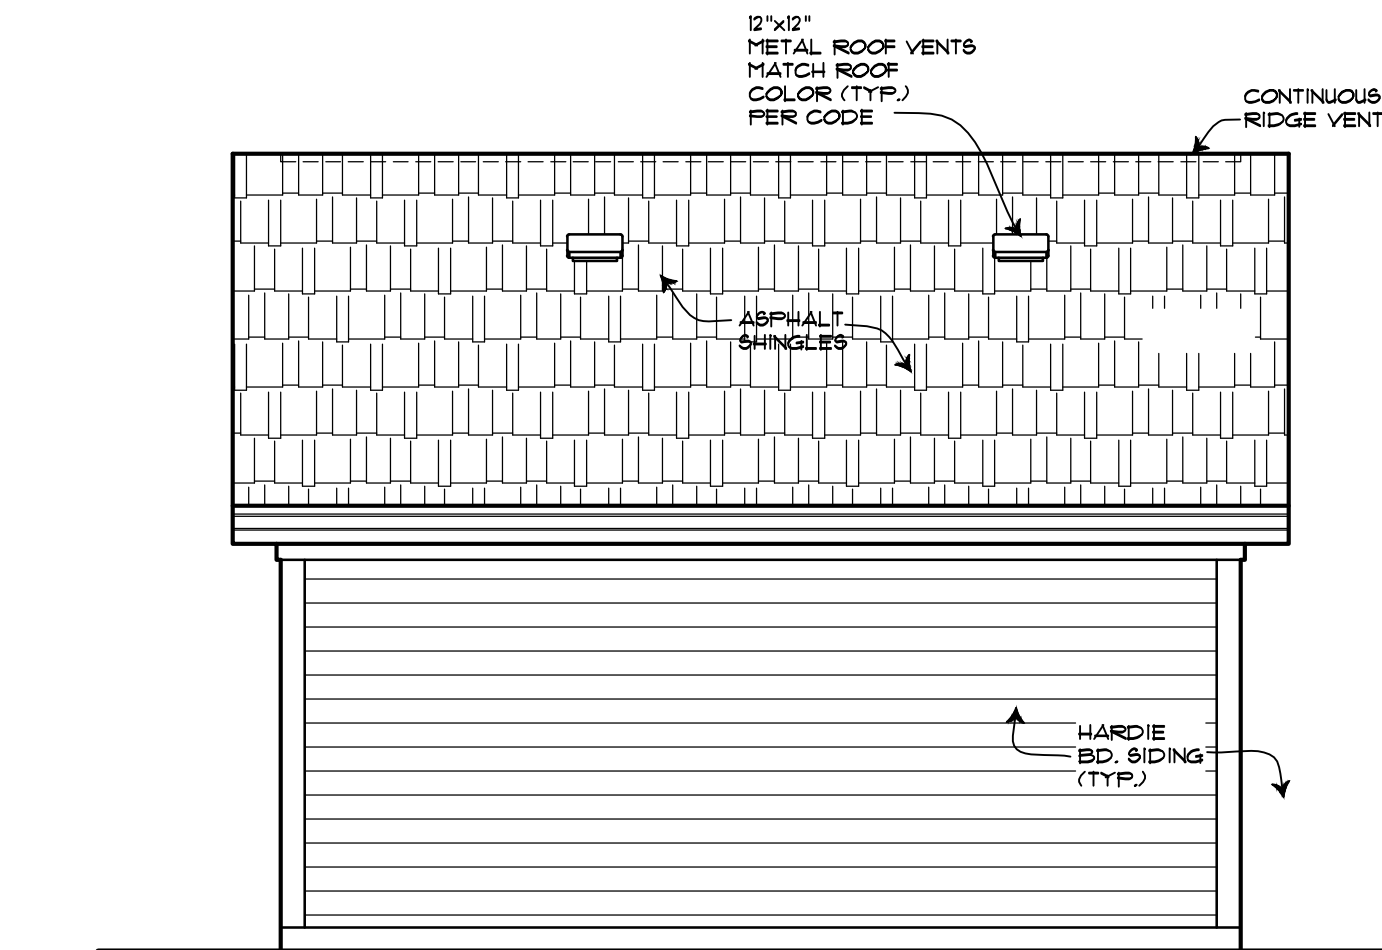 12"x12"
METAL ROOF VENTS
MATCH ROOF
COLOR (TYP.)
PER CODE
CONTINUOUS
RIDGE VENT
ASPHALT
SHINGLES
HARDIE
BD. SIDING
(TYP.)